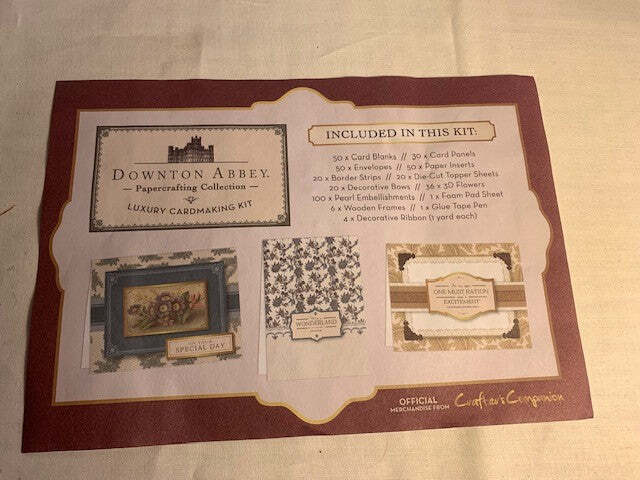 DOWNTON ABBEY.
— Papercrafting Collection —
LUXURY CARDMAKING KIT
INCLUDED IN THIS KIT:
50 x Card Blanks // 30 x Card Panels
50 x Envelopes // 50 x Paper Inserts
20 x Border Strips // 20 x Die-Cut Topper Sheets
20 x Decorative Bows // 36 x 3D Flowers
100 x Pearl Embellishments // 1 x Foam Pad Sheet
6 x Wooden Frames // 1 x Glue Tape Pen
4 x Decorative Ribbon (1 yard each)
ON YOUR
SPECIAL DAY
WONDERLAND
ONE MUST RATION
EXCITEMENT
OFFICIAL
MERCHANDISE FROM
Crafter's Companion